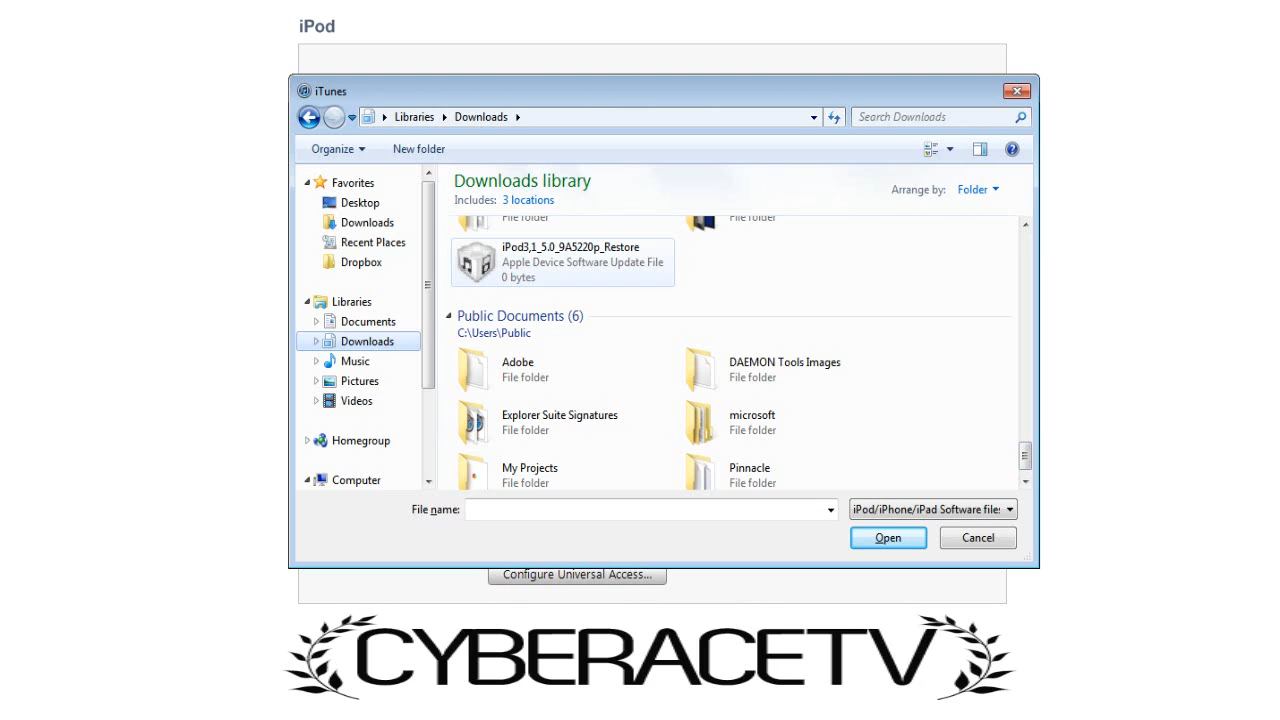 iPod
iTunes
Libraries Downloads
Search Downloads
Organize New folder
Favorites
Desktop
Downloads
Recent Places
Dropbox
Libraries
Documents
Downloads
Music
Pictures
Videos
Homegroup
Computer
Downloads library
Includes: 3 locations
Arrange by: Folder
File folder File folder
iPod3,1_5.0_9A5220p_Restore
Apple Device Software Update File
0 bytes
Public Documents (6)
C:\Users\Public
Adobe DAEMON Tools Images
File folder File folder
Explorer Suite Signatures microsoft
File folder File folder
My Projects Pinnacle
File folder File folder
File name: iPod/iPhone/iPad Software files
Open Cancel
Configure Universal Access...
CYBERACETV